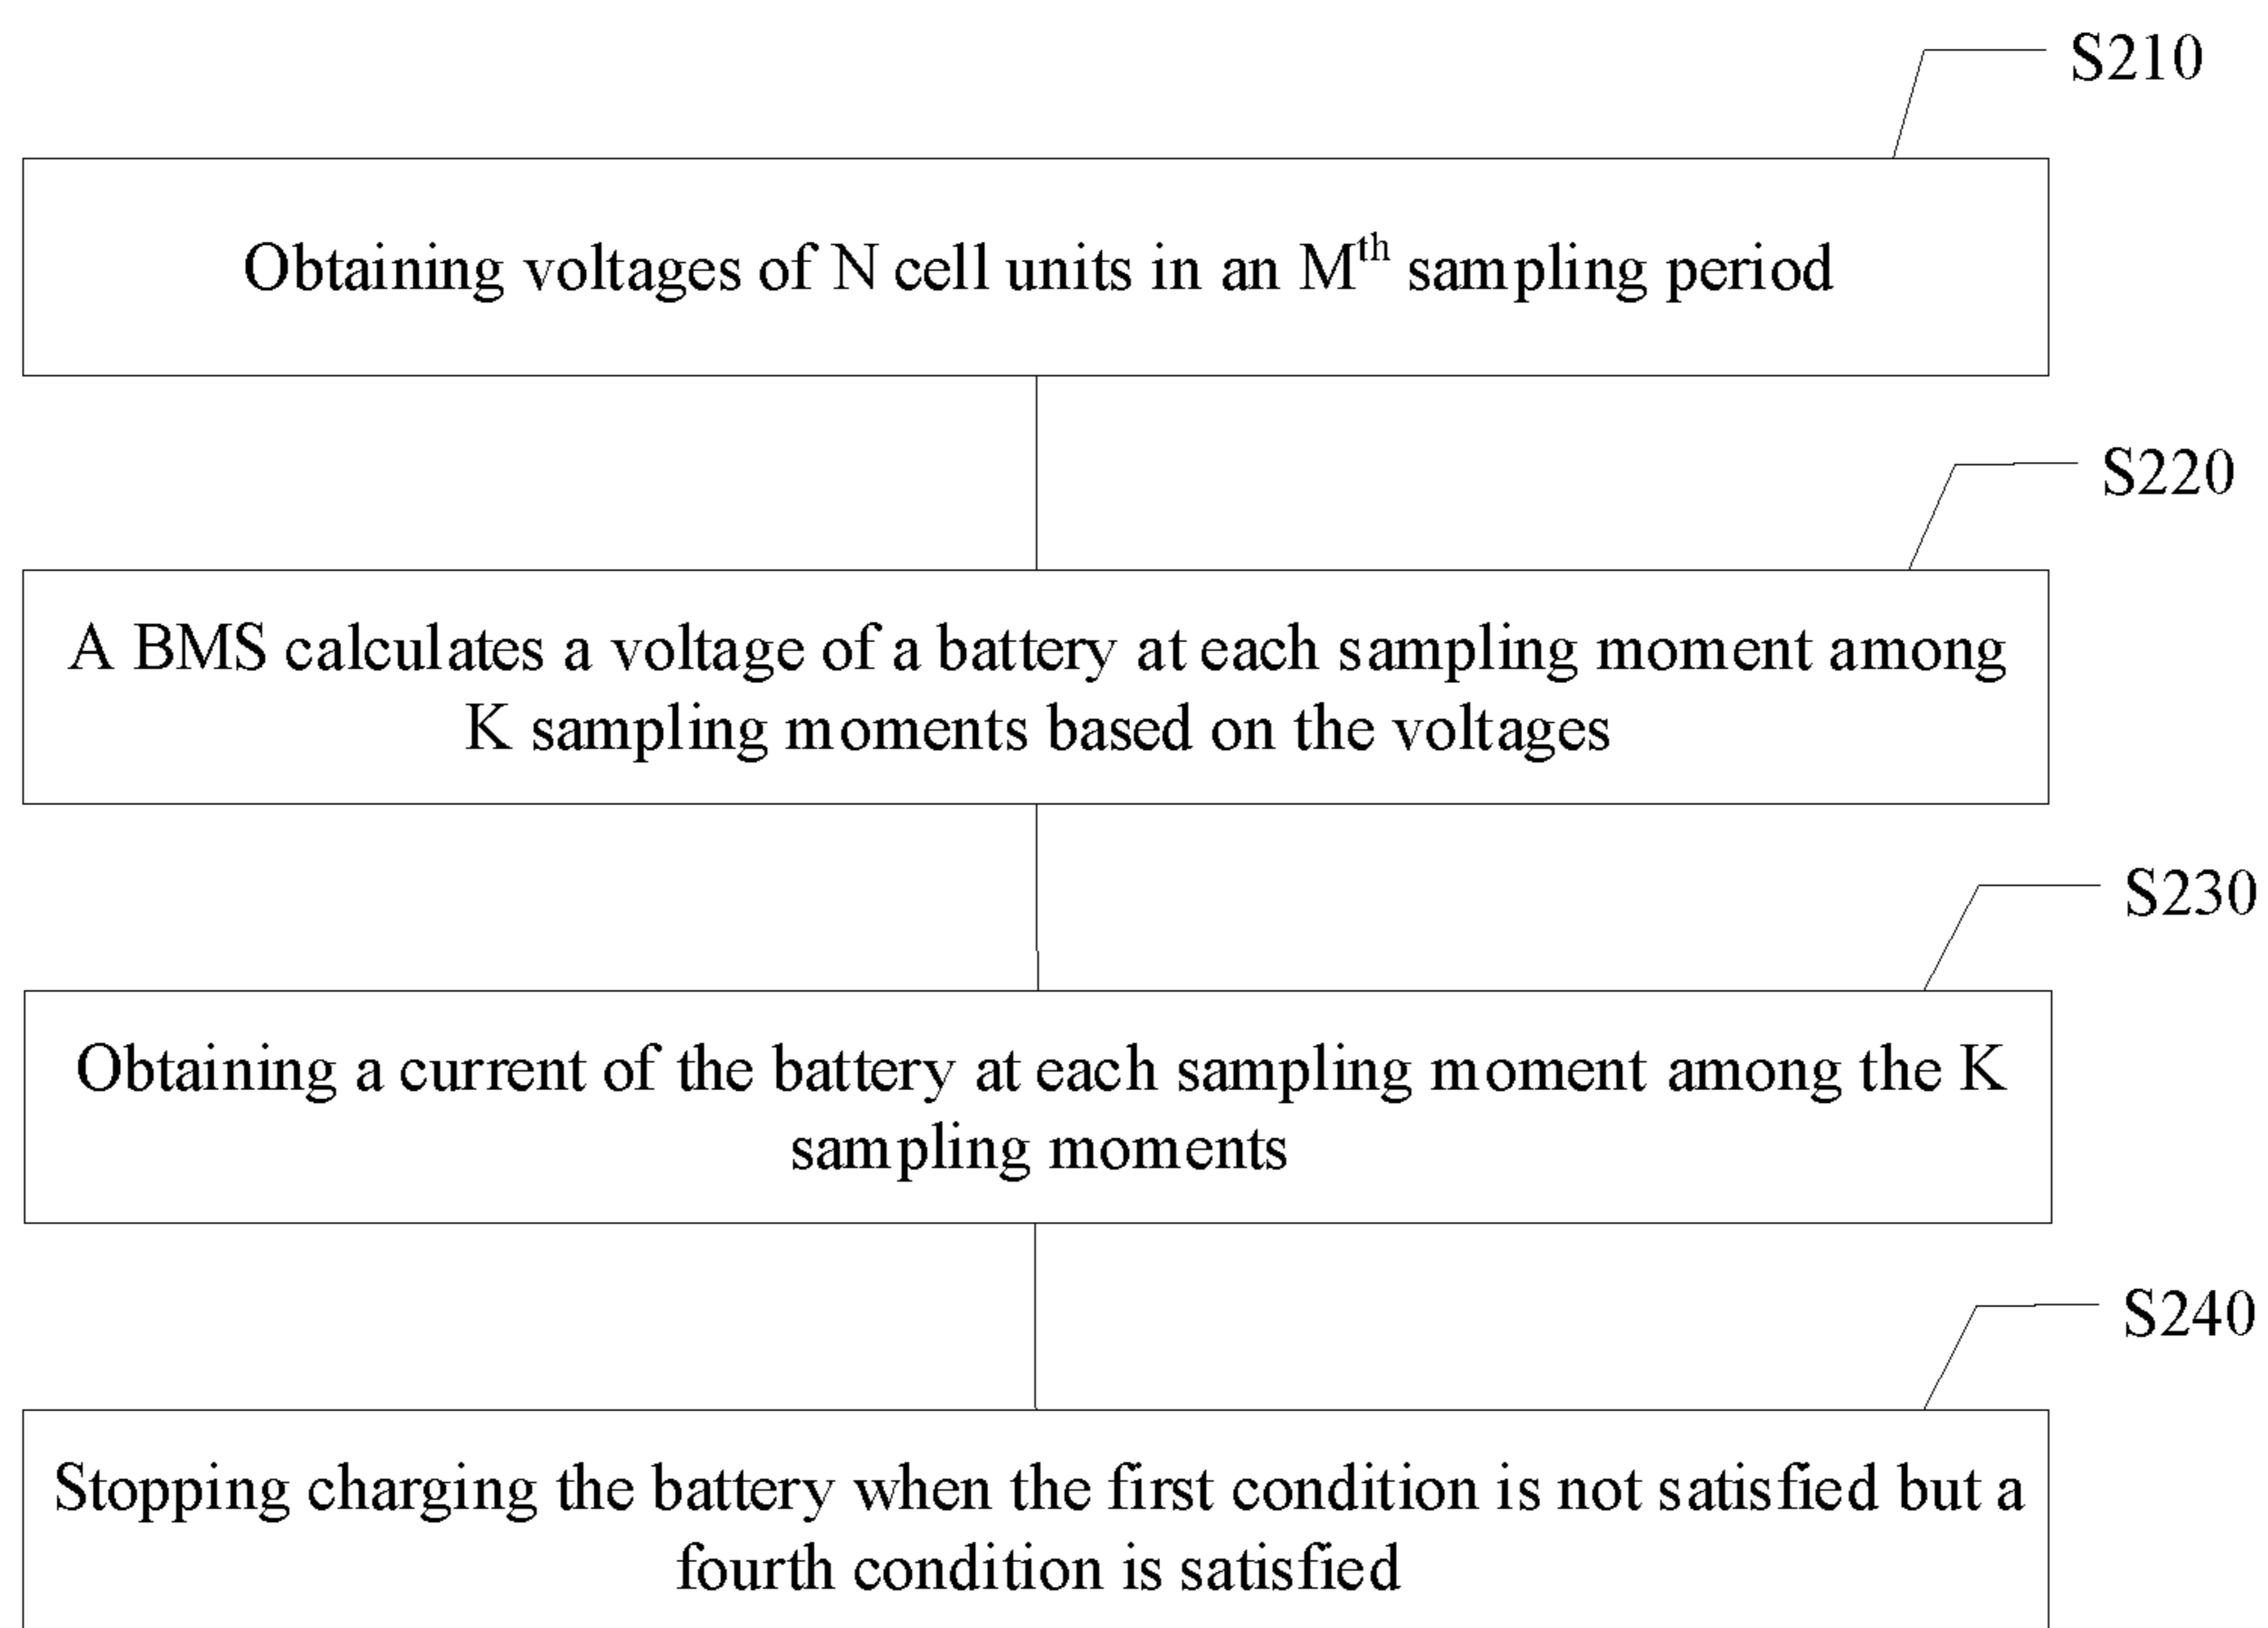 S210
Obtaining voltages of N cell units in an Mth sampling period
S220
A BMS calculates a voltage of a battery at each sampling moment among
K sampling moments based on the voltages
S230
Obtaining a current of the battery at each sampling moment among the K
sampling moments
S240
Stopping charging the battery when the first condition is not satisfied but a
fourth condition is satisfied